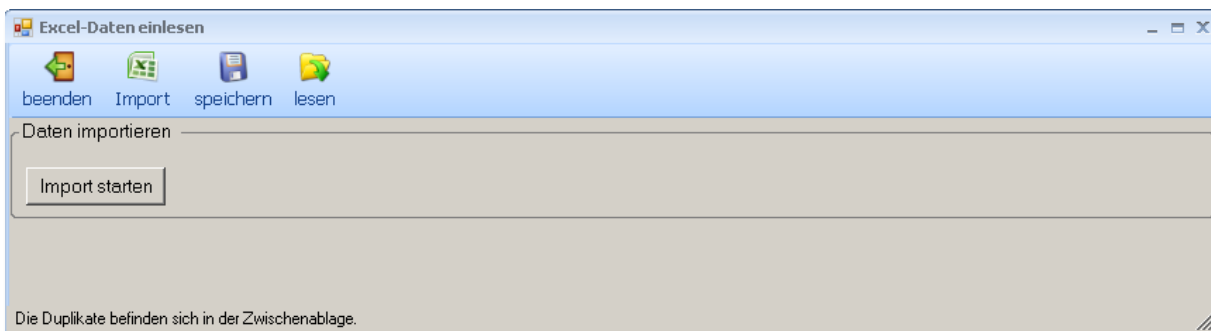 Excel-Daten einlesen
beenden Import speichern lesen
Daten importieren
Import starten
Die Duplikate befinden sich in der Zwischenablage.